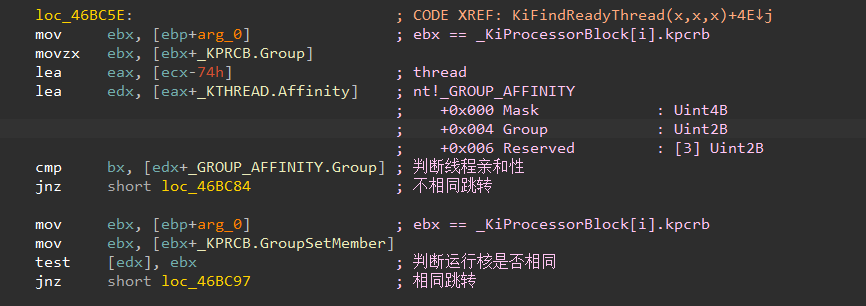 loc_46BC5E: ; CODE XREF: KiFindReadyThread(x,x,x)+4E↓j
mov ebx, [ebp+arg_0] ; ebx == _KiProcessorBlock[i].kpcrb
movzx ebx, [ebx+_KPRCB.Group]
lea eax, [ecx-74h] ; thread
lea edx, [eax+_KTHREAD.Affinity] ; nt!_GROUP_AFFINITY
; +0x000 Mask : Uint4B
; +0x004 Group : Uint2B
; +0x006 Reserved : [3] Uint2B
cmp bx, [edx+_GROUP_AFFINITY.Group] ; 判断线程亲和性
jnz short loc_46BC84 ; 不相同跳转
mov ebx, [ebp+arg_0] ; ebx == _KiProcessorBlock[i].kpcrb
mov ebx, [ebx+_KPRCB.GroupSetMember]
test [edx], ebx ; 判断运行核是否相同
jnz short loc_46BC97 ; 相同跳转